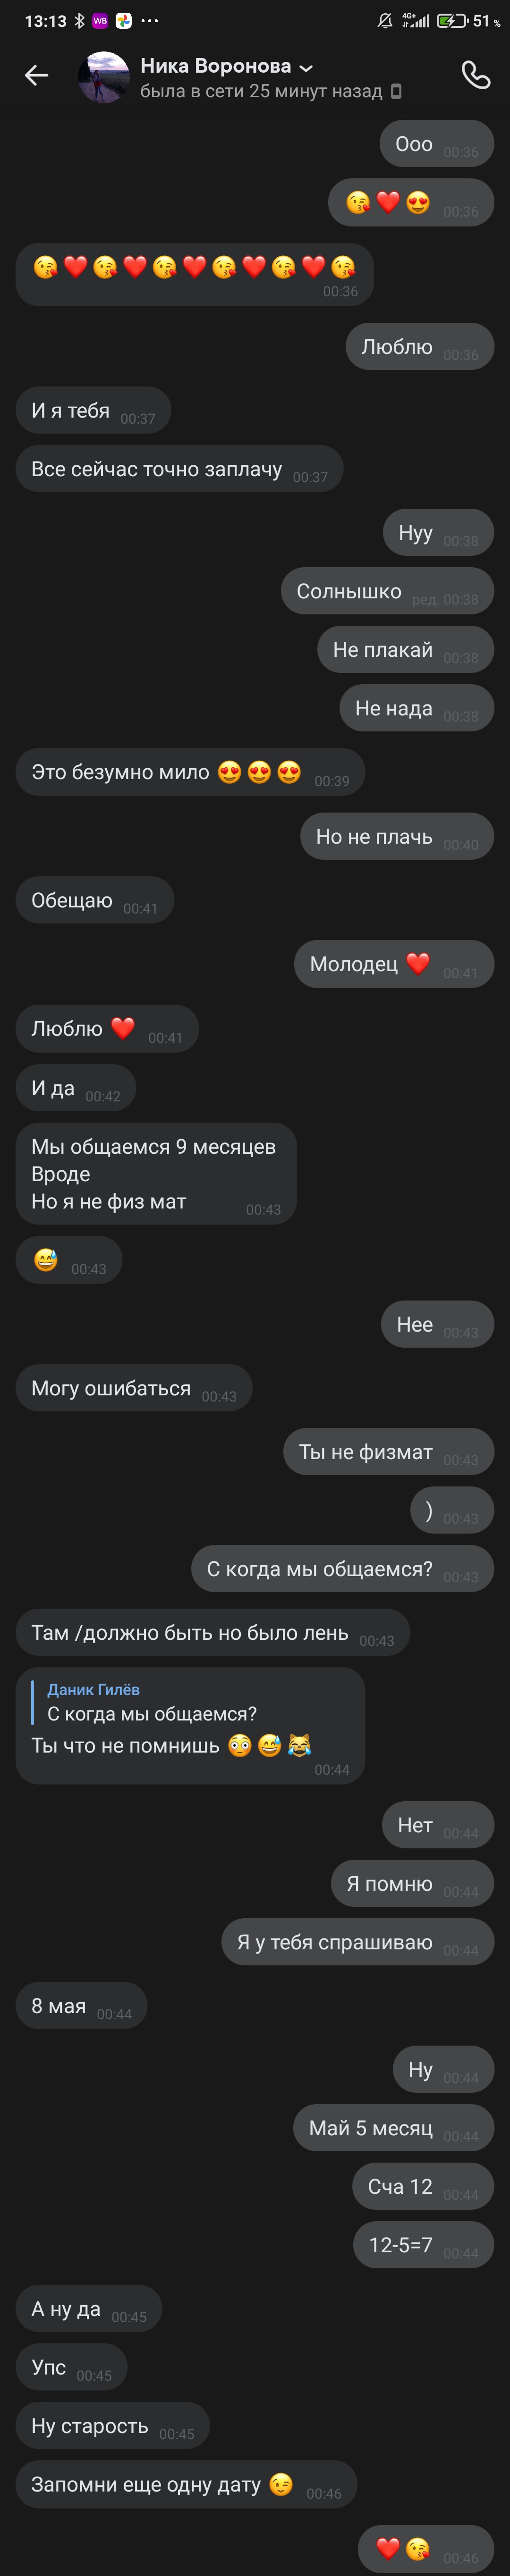 13:13 WB ... 4G+ 51 %
Ника Воронова
была в сети 25 минут назад
Ооо 00:36
😘❤️😍 00:36
😘❤️😘❤️😘❤️😘❤️😘❤️😘
00:36
Люблю 00:36
И я тебя 00:37
Все сейчас точно заплачу 00:37
Нуу 00:38
Солнышко ред. 00:38
Не плакай 00:38
Не нада 00:38
Это безумно мило 😍😍😍 00:39
Но не плачь 00:40
Обещаю 00:41
Молодец ❤️ 00:41
Люблю ❤️ 00:41
И да 00:42
Мы общаемся 9 месяцев
Вроде
Но я не физ мат 00:43
😅 00:43
Нее 00:43
Могу ошибаться 00:43
Ты не физмат 00:43
) 00:43
С когда мы общаемся? 00:43
Там /должно быть но было лень 00:43
Даник Гилёв
С когда мы общаемся?
Ты что не помнишь 😳😅😹
00:44
Нет 00:44
Я помню 00:44
Я у тебя спрашиваю 00:44
8 мая 00:44
Ну 00:44
Май 5 месяц 00:44
Сча 12 00:44
12-5=7 00:44
А ну да 00:45
Упс 00:45
Ну старость 00:45
Запомни еще одну дату 😉 00:46
❤️😘 00:46